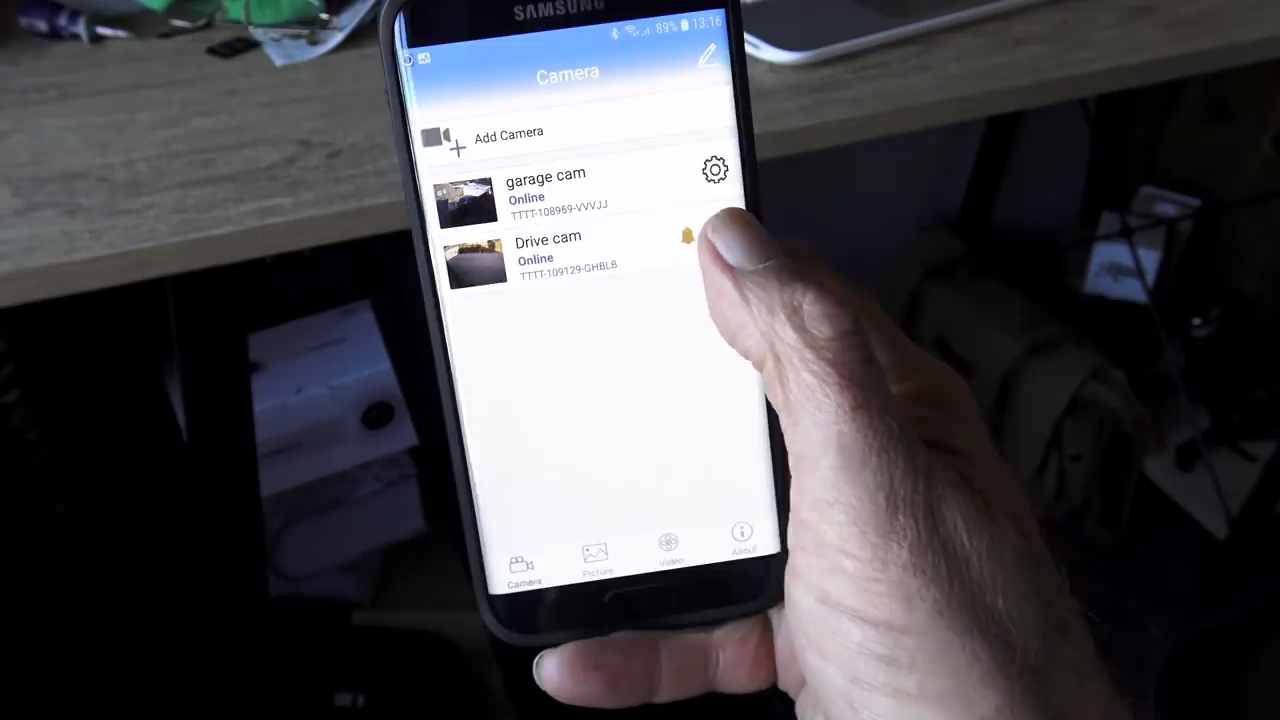 SAMSUNG
89% 13:16
Camera
Add Camera
garage cam
Online
TTTT-108969-VVVJJ
Drive cam
Online
TTTT-109129-GHBLB
Camera
Picture
Video
About